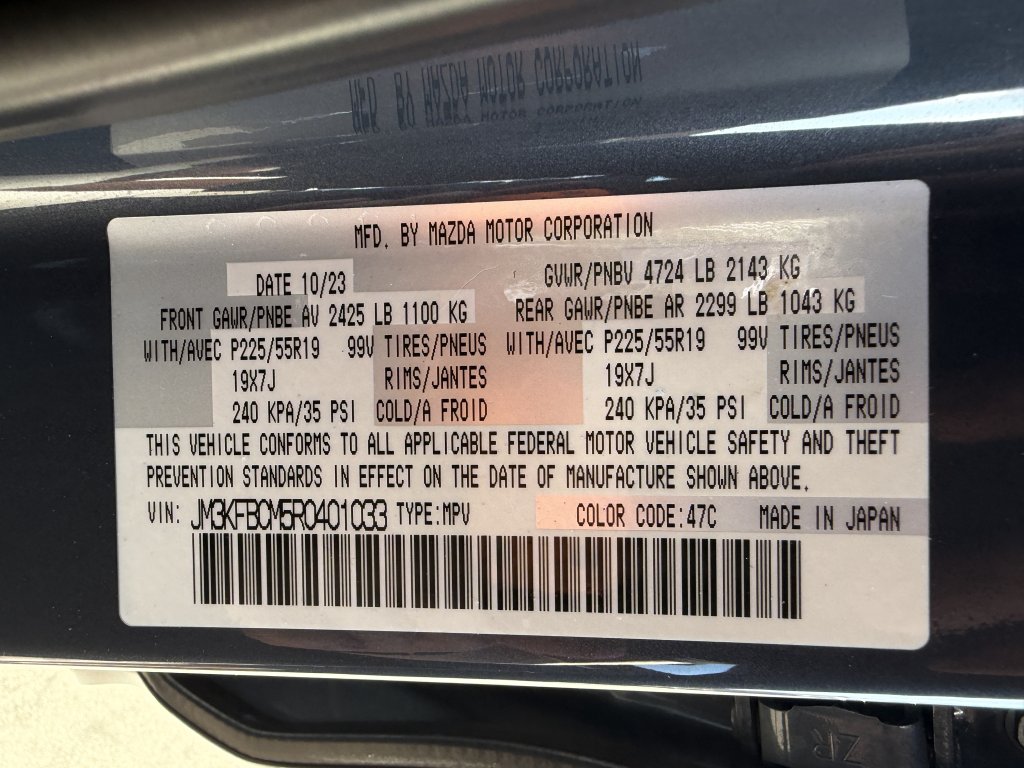 MFD. BY MAZDA MOTOR CORPORATION
DATE 10/23 GVWR/PNBV 4724 LB 2143 KG
FRONT GAWR/PNBE AV 2425 LB 1100 KG REAR GAWR/PNBE AR 2299 LB 1043 KG
WITH/AVEC P225/55R19 99V TIRES/PNEUS WITH/AVEC P225/55R19 99V TIRES/PNEUS
19X7J RIMS/JANTES 19X7J RIMS/JANTES
240 KPA/35 PSI COLD/A FROID 240 KPA/35 PSI COLD/A FROID
THIS VEHICLE CONFORMS TO ALL APPLICABLE FEDERAL MOTOR VEHICLE SAFETY AND THEFT
PREVENTION STANDARDS IN EFFECT ON THE DATE OF MANUFACTURE SHOWN ABOVE.
VIN: JM3KFBCM5R0401033 TYPE:MPV COLOR CODE:47C MADE IN JAPAN